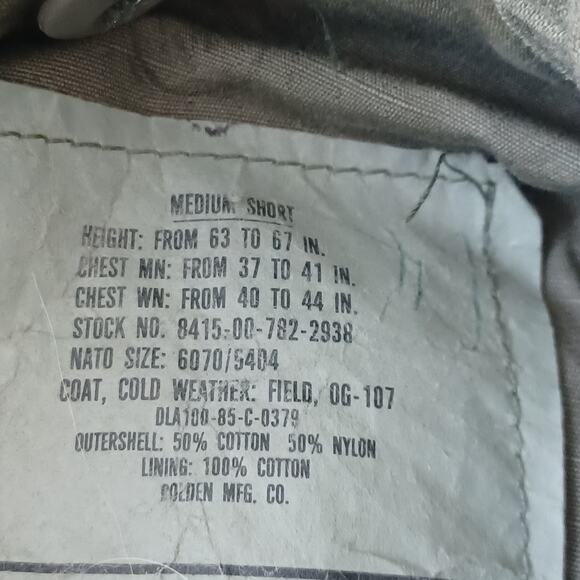 MEDIUM SHORT
HEIGHT: FROM 63 TO 67 IN.
CHEST MN: FROM 37 TO 41 IN.
CHEST WN: FROM 40 TO 44 IN.
STOCK NO. 8415-00-782-2938
NATO SIZE: 6070/5404
COAT, COLD WEATHER: FIELD, OG-107
DLA100-85-C-0379
OUTERSHELL: 50% COTTON 50% NYLON
LINING: 100% COTTON
GOLDEN MFG. CO.